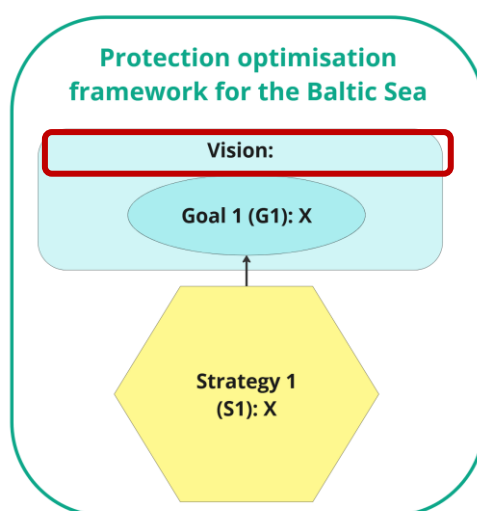 Protection optimisation
framework for the Baltic Sea
Vision:
Goal 1 (G1): X
Strategy 1
(S1): X